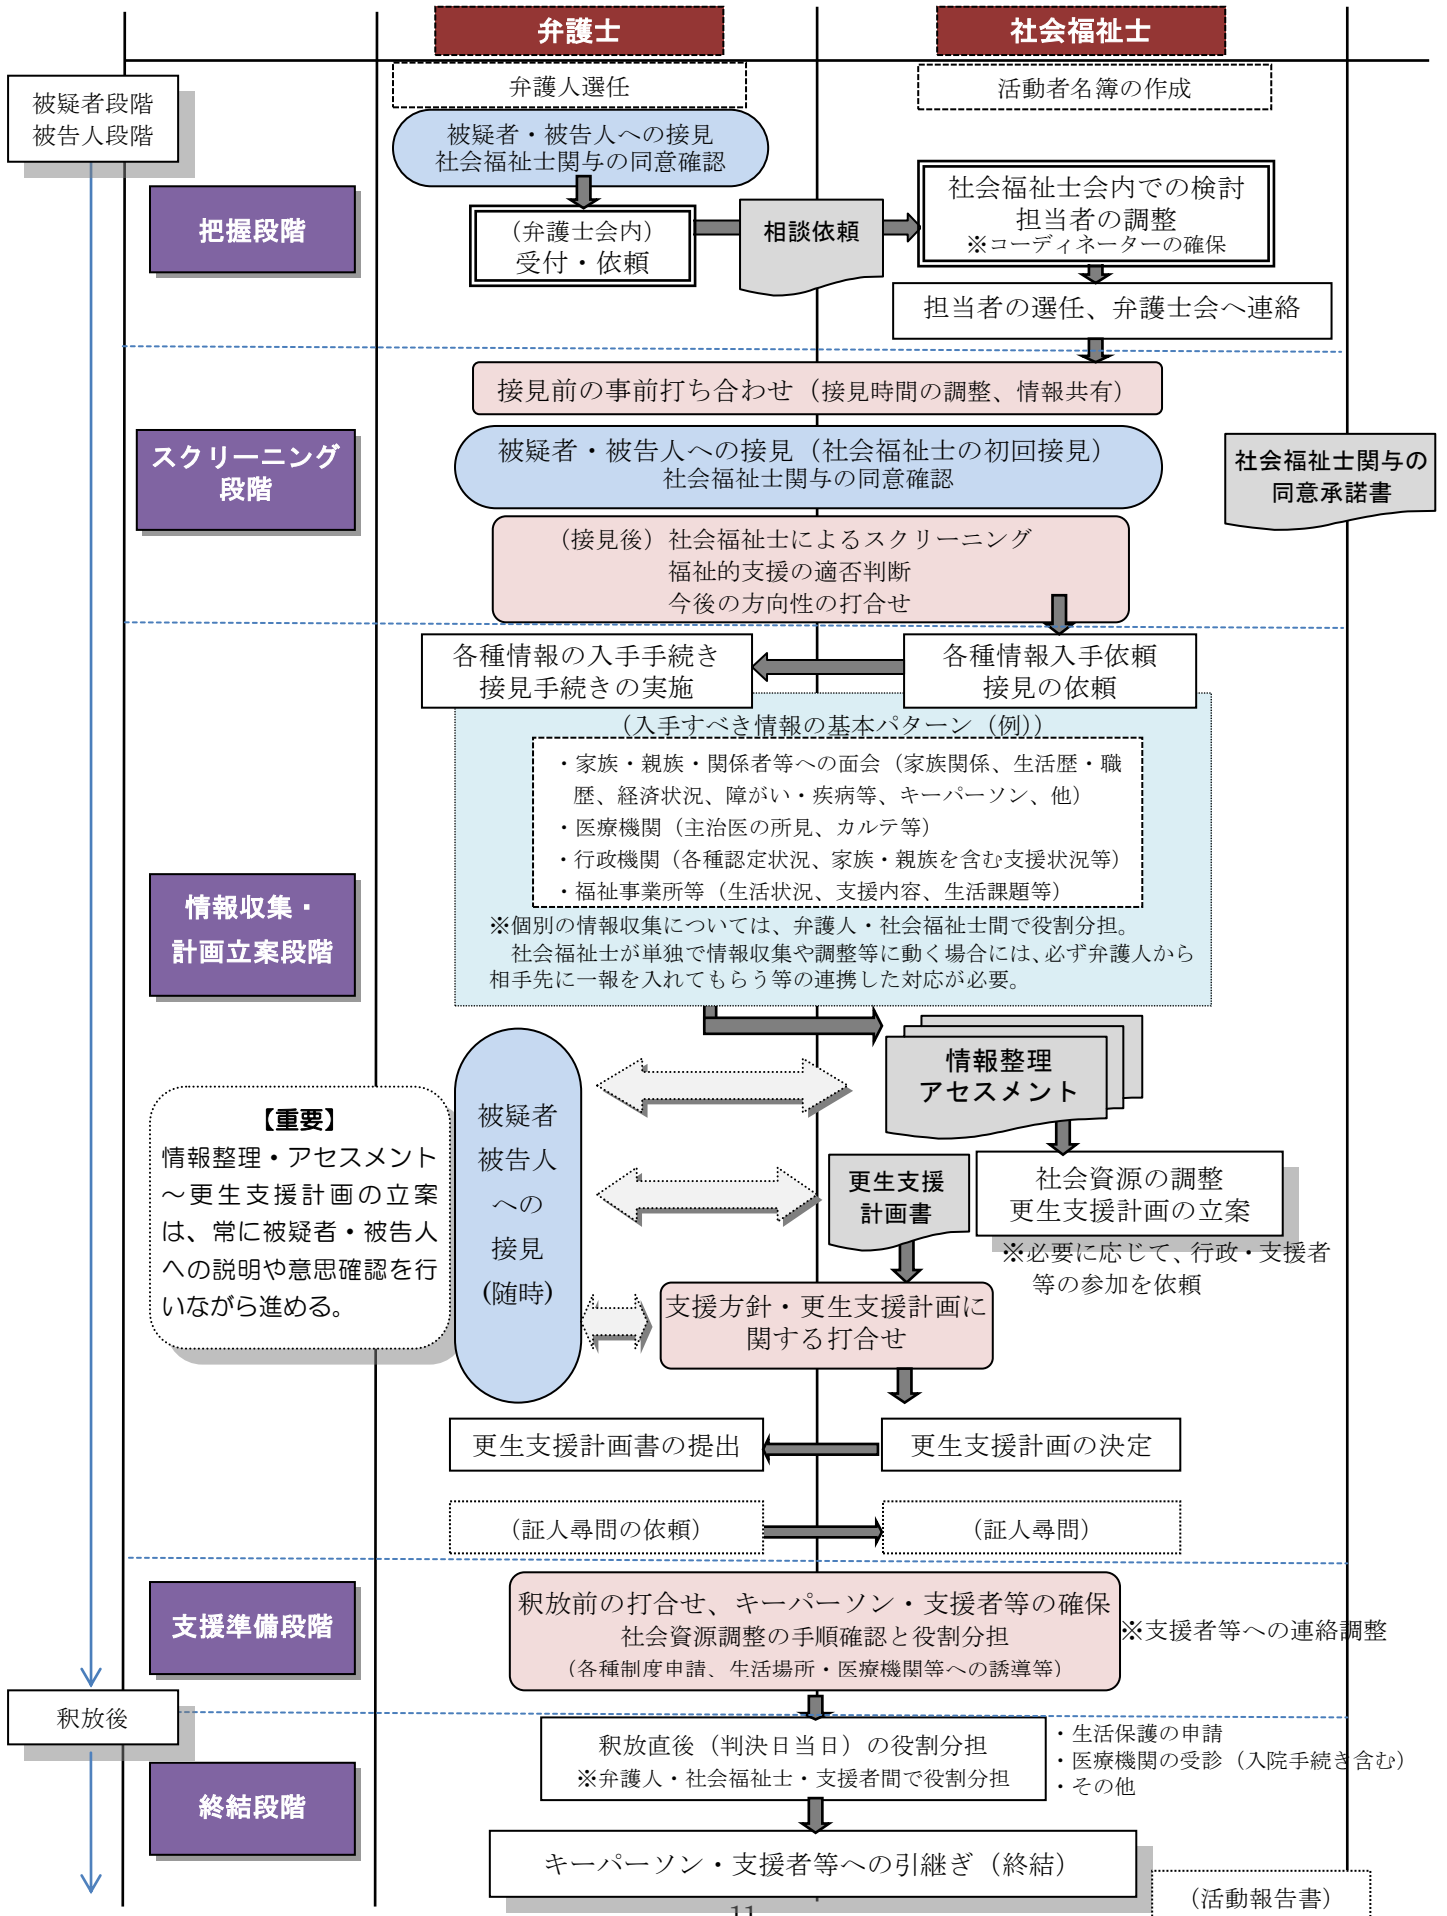 弁護士
社会福祉士
弁護人選任
活動者名簿の作成
被疑者段階
被告人段階
被疑者・被告人への接見
社会福祉士関与の同意確認
把握段階
(弁護士会内)
受付・依頼
相談依頼
社会福祉士会内での検討
担当者の調整
※コーディネーターの確保
担当者の選任、弁護士会へ連絡
接見前の事前打ち合わせ（接見時間の調整、情報共有）
スクリーニング
段階
被疑者・被告人への接見（社会福祉士の初回接見）
社会福祉士関与の同意確認
社会福祉士関与の
同意承諾書
（接見後）社会福祉士によるスクリーニング
福祉的支援の適否判断
今後の方向性の打合せ
各種情報の入手手続き
接見手続きの実施
各種情報入手依頼
接見の依頼
（入手すべき情報の基本パターン（例））
・家族・親族・関係者等への面会（家族関係、生活歴・職
歴、経済状況、障がい・疾病等、キーパーソン、他）
・医療機関（主治医の所見、カルテ等）
・行政機関（各種認定状況、家族・親族を含む支援状況等）
・福祉事業所等（生活状況、支援内容、生活課題等）
※個別の情報収集については、弁護人・社会福祉士間で役割分担。
社会福祉士が単独で情報収集や調整等に動く場合には、必ず弁護人から
相手先に一報を入れてもらう等の連携した対応が必要。
情報収集・
計画立案段階
情報整理
アセスメント
【重要】
情報整理・アセスメント
～更生支援計画の立案
は、常に被疑者・被告人
への説明や意思確認を行
いながら進める。
被疑者
被告人
への
接見
(随時)
更生支援
計画書
社会資源の調整
更生支援計画の立案
※必要に応じて、行政・支援者
等の参加を依頼
支援方針・更生支援計画に
関する打合せ
更生支援計画書の提出
更生支援計画の決定
（証人尋問の依頼）
（証人尋問）
支援準備段階
釈放前の打合せ、キーパーソン・支援者等の確保
社会資源調整の手順確認と役割分担
（各種制度申請、生活場所・医療機関等への誘導等）
※支援者等への連絡調整
釈放後
釈放直後（判決日当日）の役割分担
※弁護人・社会福祉士・支援者間で役割分担
・生活保護の申請
・医療機関の受診（入院手続き含む）
・その他
終結段階
キーパーソン・支援者等への引継ぎ（終結）
（活動報告書）
11